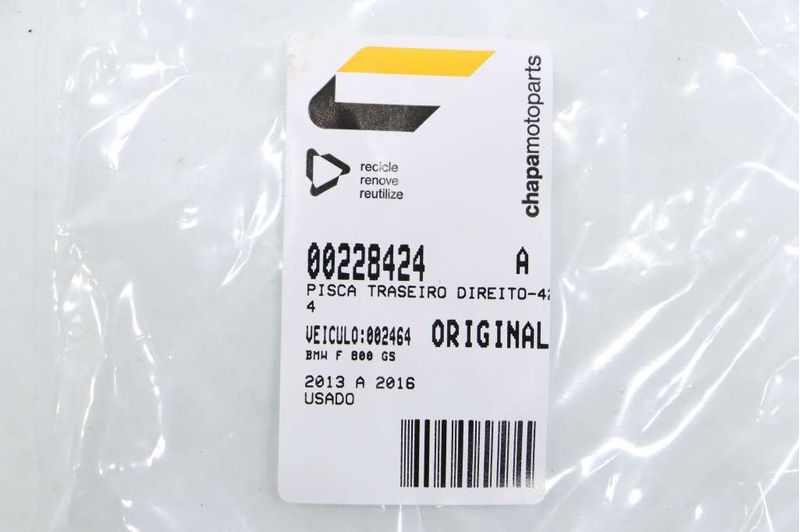 chapamotoparts
recicle
renove
reutilize
00228424 A
PISCA TRASEIRO DIREITO-42
4
VEICULO:002464 ORIGINAL
BMW F 800 GS
2013 A 2016
USADO